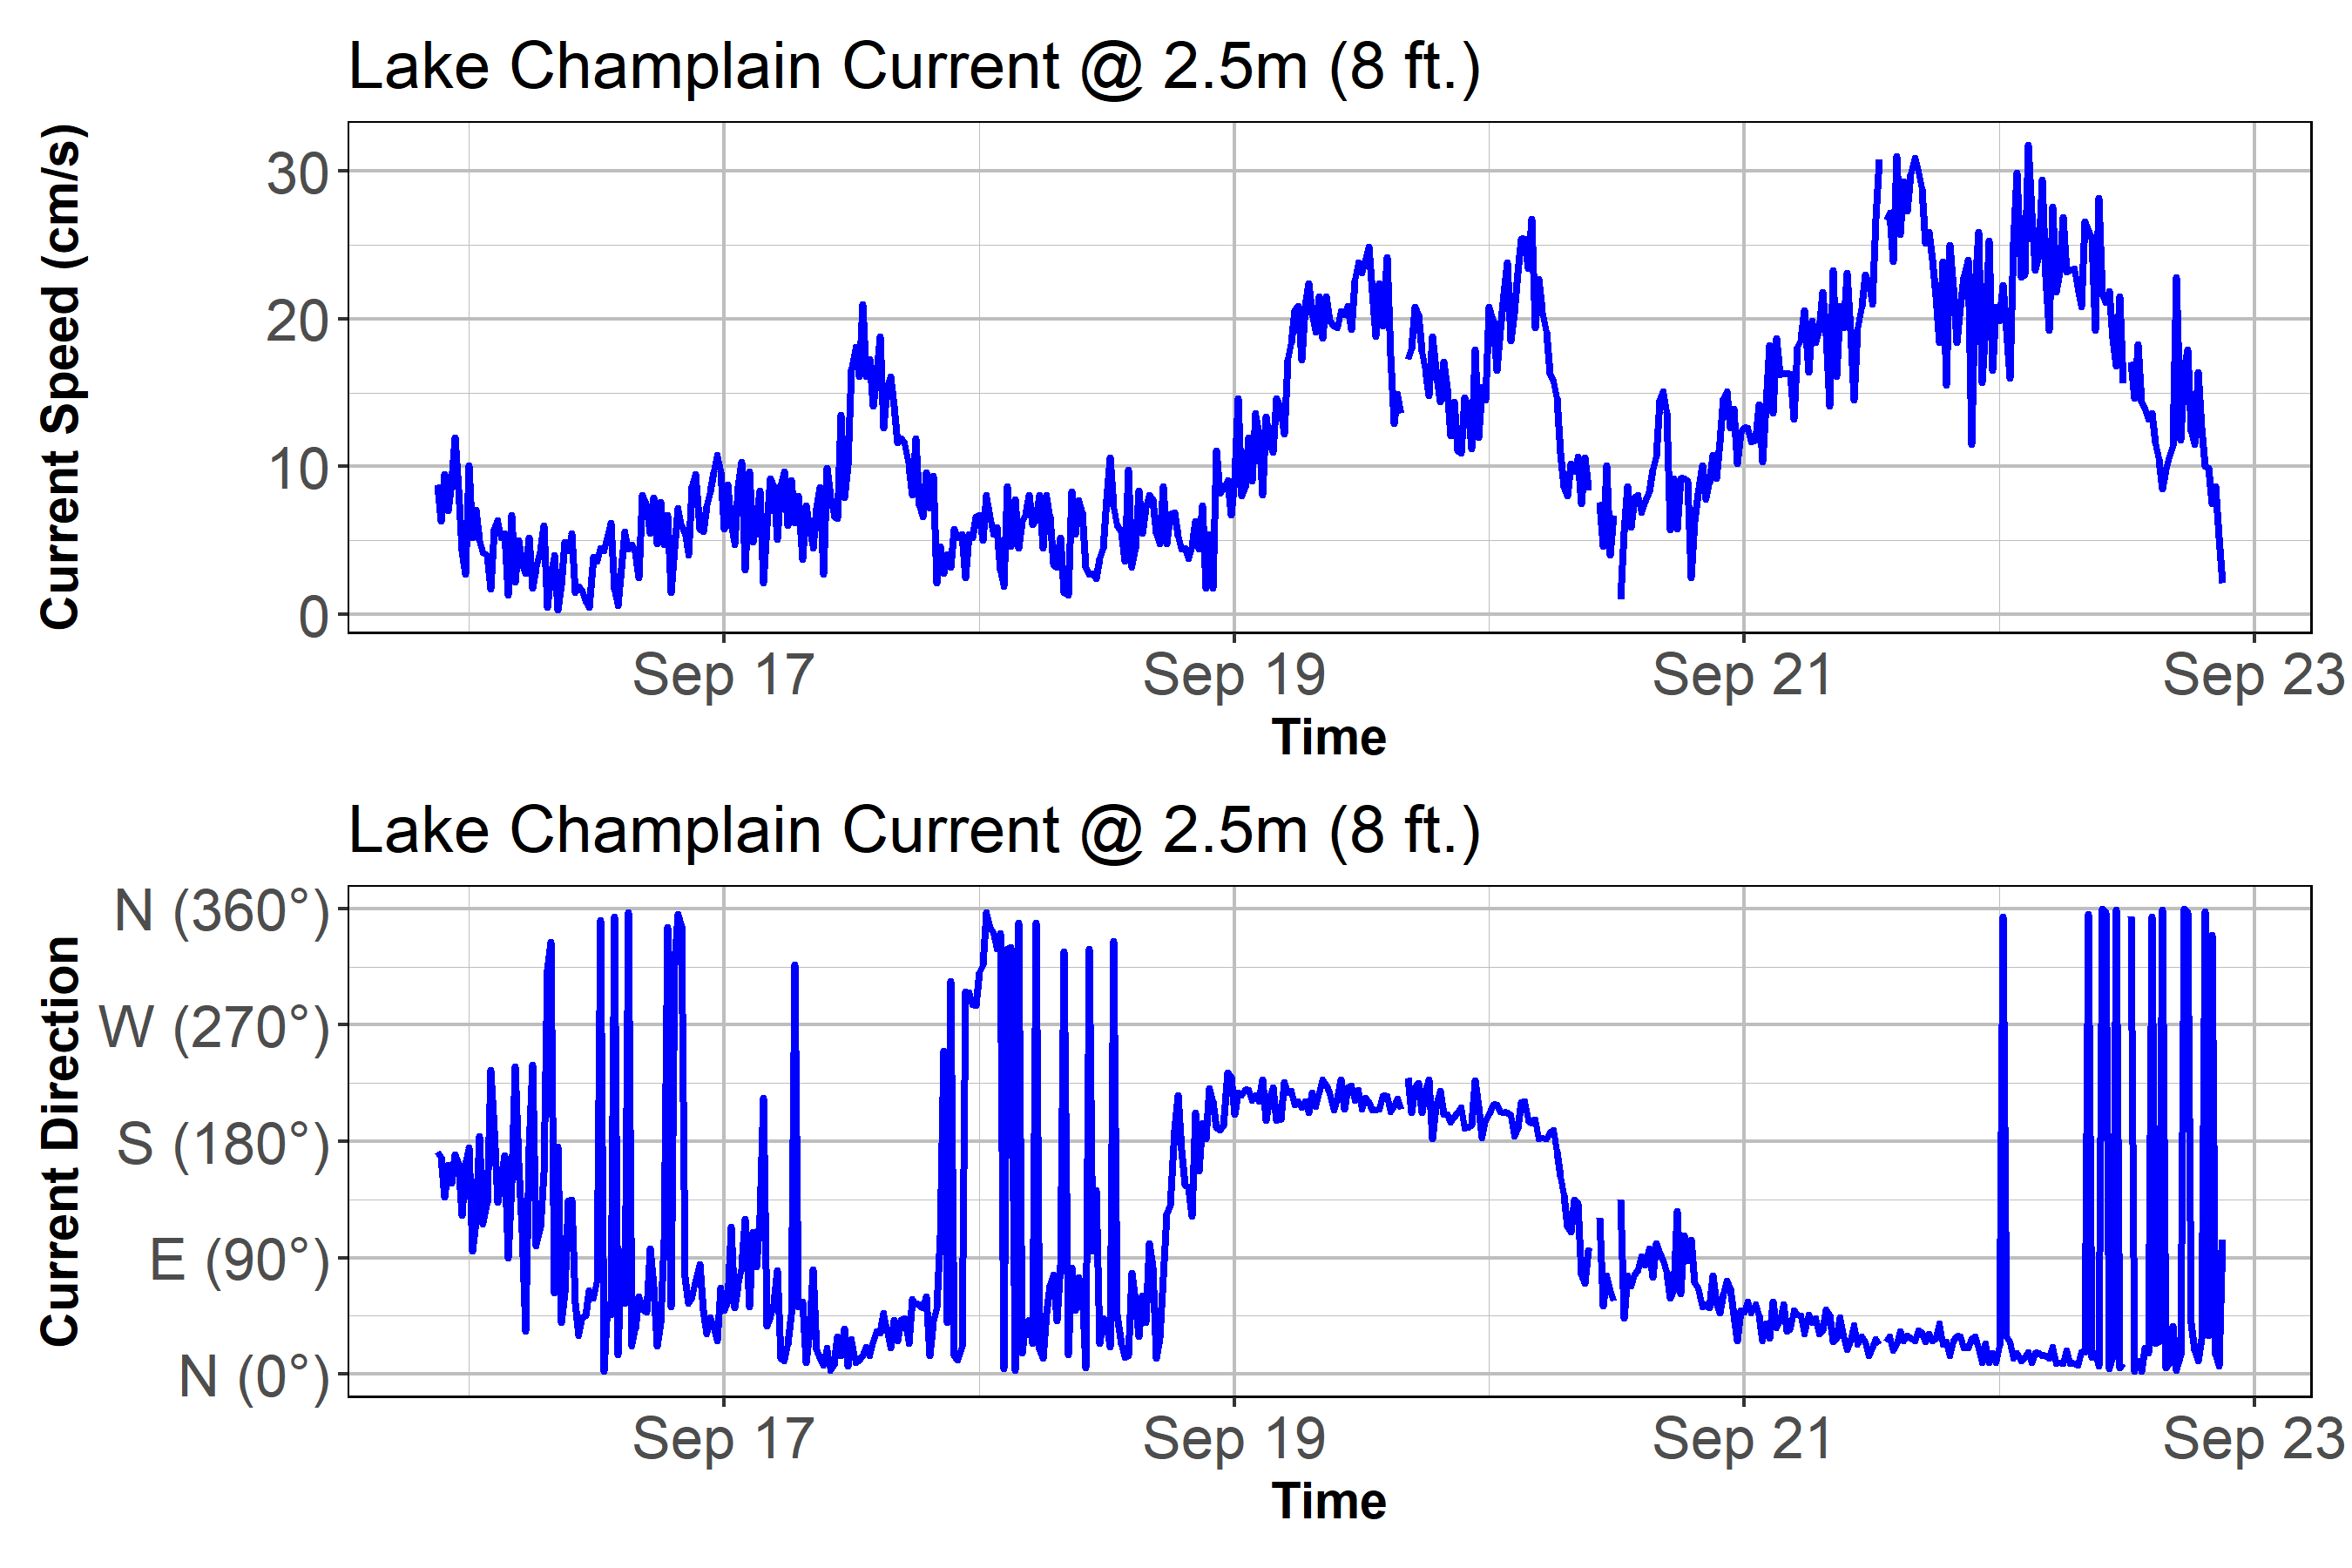 Lake Champlain Current @ 2.5m (8 ft.)
Current Speed (cm/s)
30
20
10
0
Sep 17 Sep 19 Sep 21 Sep 23
Time
Lake Champlain Current @ 2.5m (8 ft.)
Current Direction
N (360°)
W (270°)
S (180°)
E (90°)
N (0°)
Sep 17 Sep 19 Sep 21 Sep 23
Time